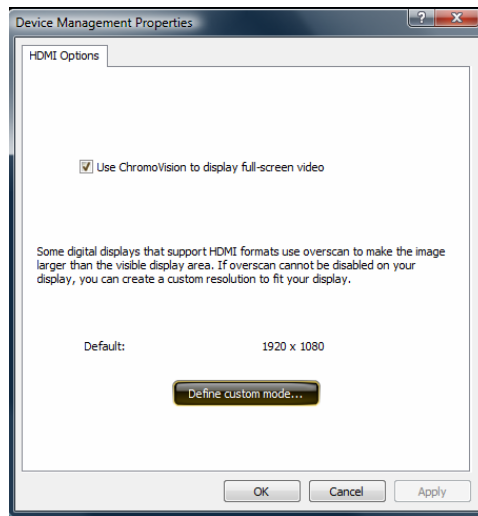 Device Management Properties
HDMI Options
Use ChromoVision to display full-screen video
Some digital displays that support HDMI formats use overscan to make the image
larger than the visible display area. If overscan cannot be disabled on your
display, you can create a custom resolution to fit your display.
Default: 1920 x 1080
Define custom mode...
OK Cancel Apply